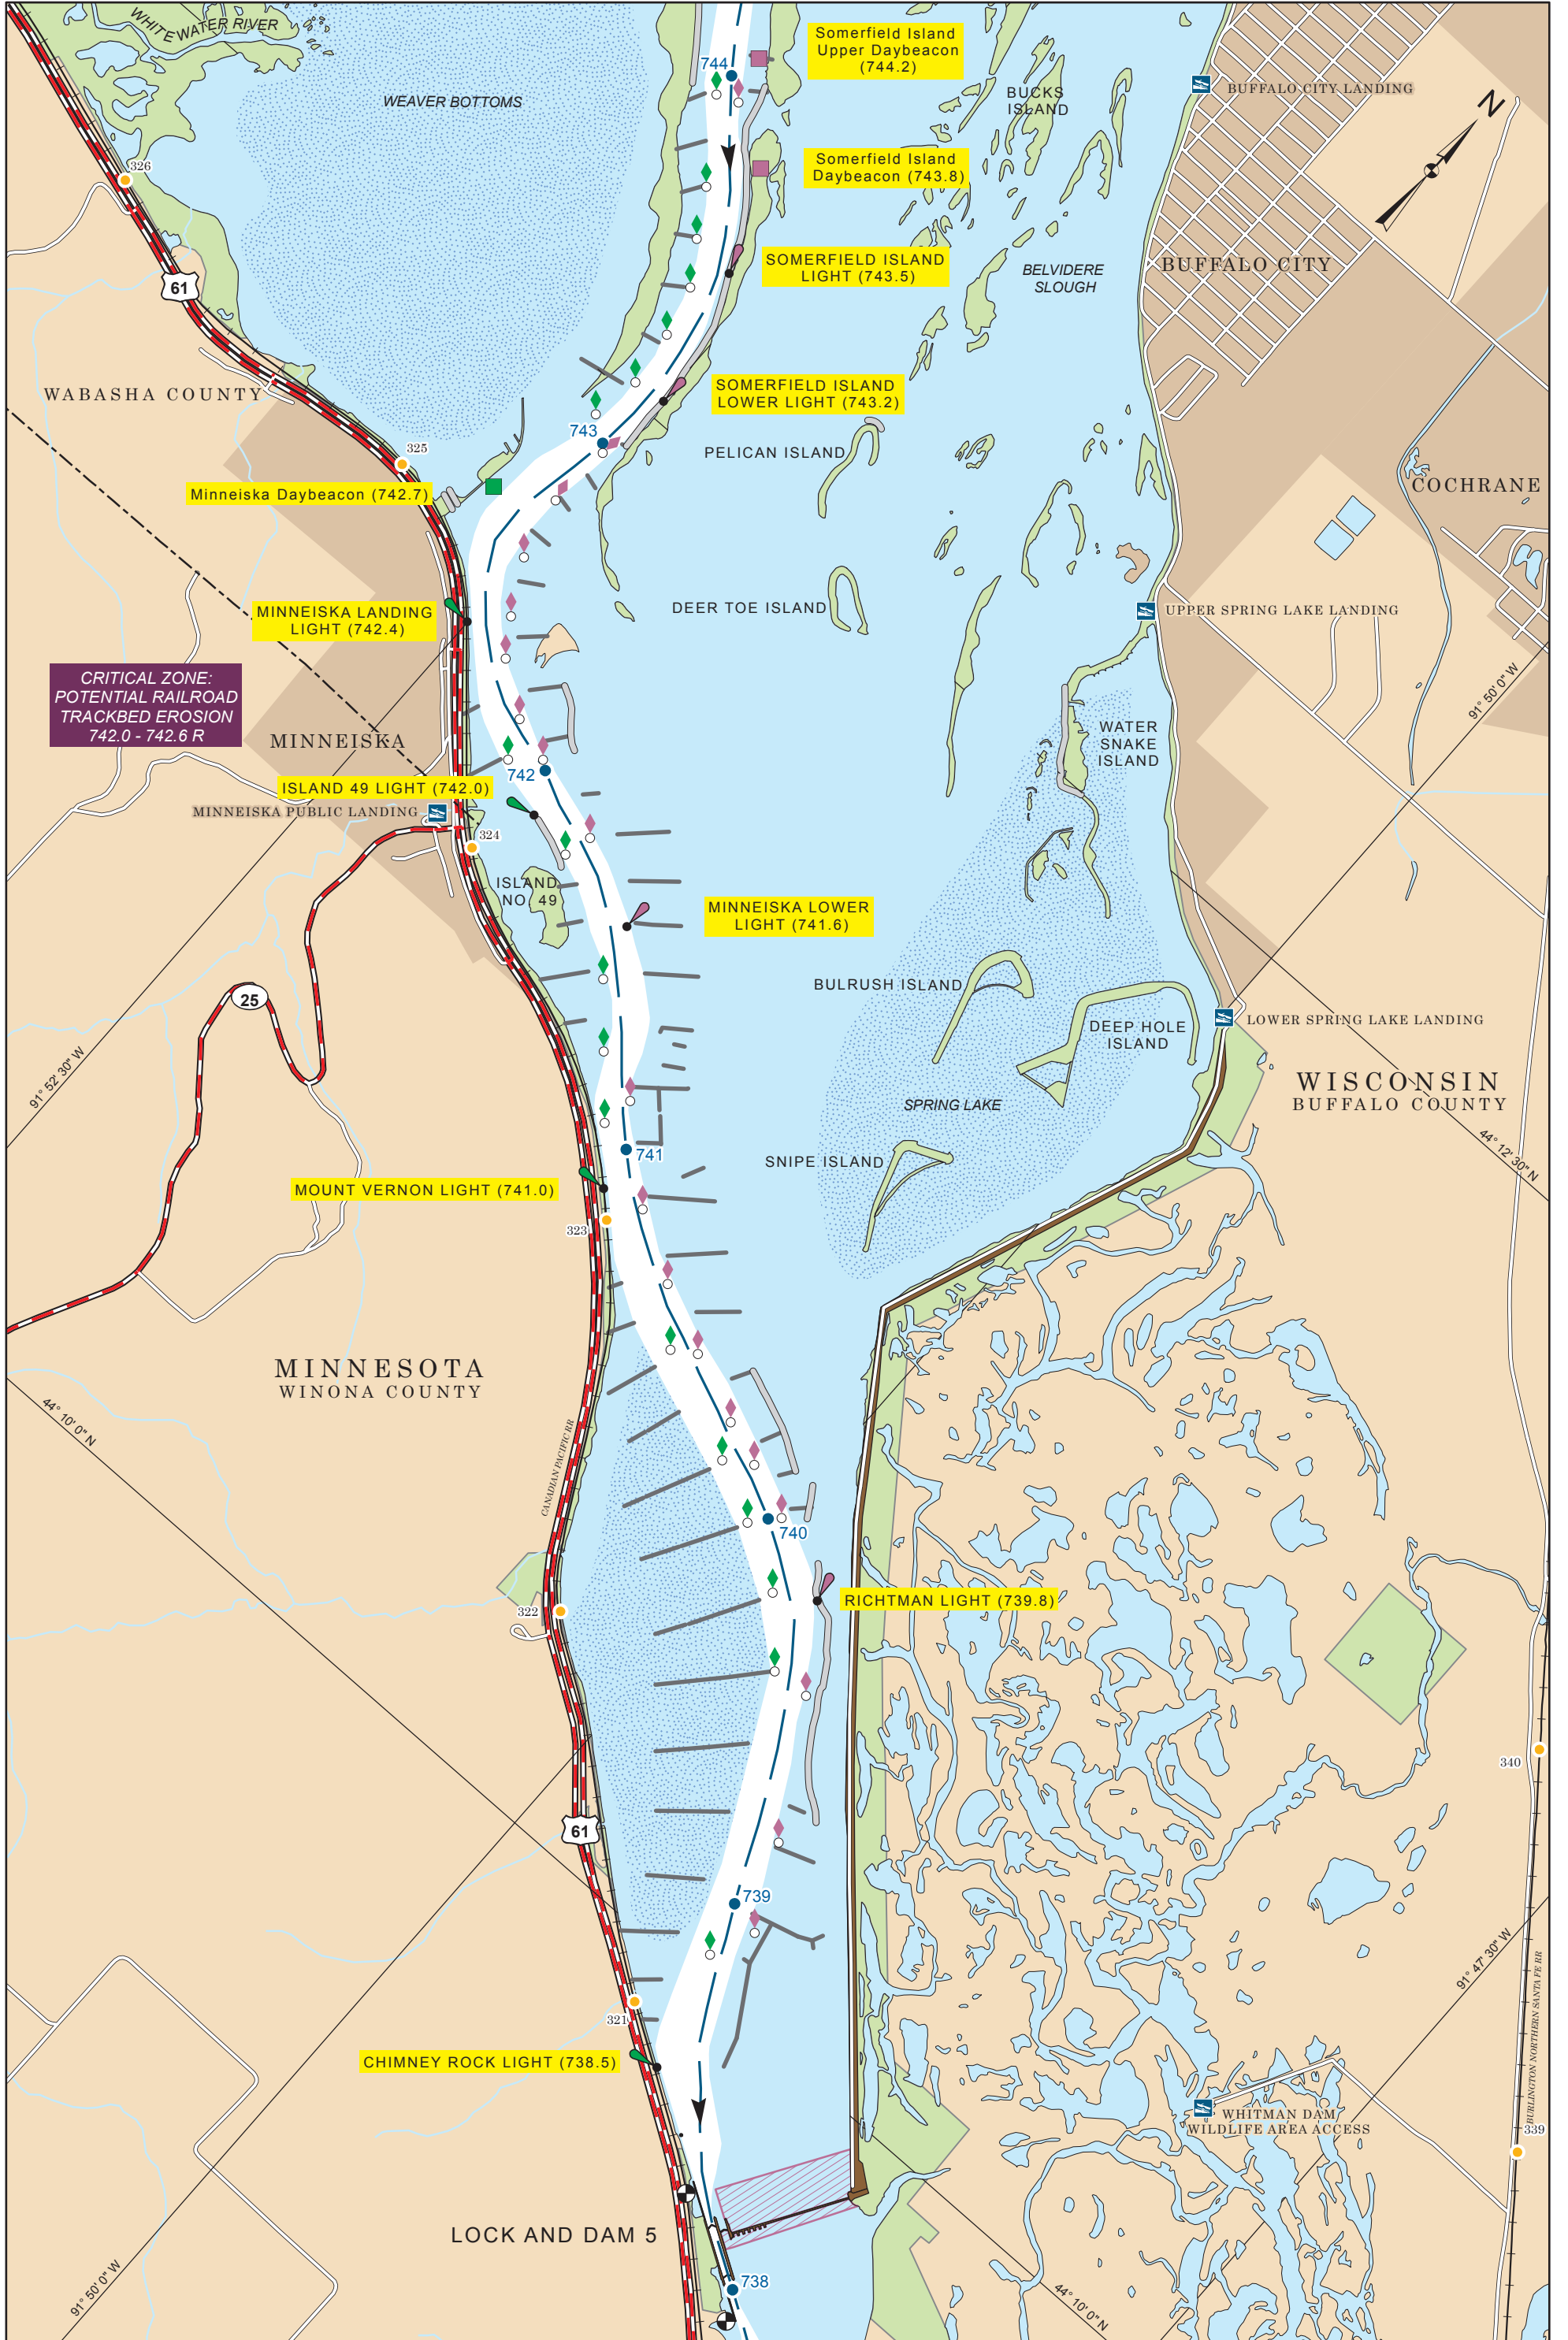 WHITEWATER RIVER
WEAVER BOTTOMS
744
Somerfield Island
Upper Daybeacon
(744.2)
BUCKS
ISLAND
BUFFALO CITY LANDING
N
326
Somerfield Island
Daybeacon (743.8)
61
SOMERFIELD ISLAND
LIGHT (743.5)
BELVIDERE
SLOUGH
BUFFALO CITY
WABASHA COUNTY
SOMERFIELD ISLAND
LOWER LIGHT (743.2)
743
325
PELICAN ISLAND
COCHRANE
Minneiska Daybeacon (742.7)
MINNEISKA LANDING
LIGHT (742.4)
DEER TOE ISLAND
UPPER SPRING LAKE LANDING
CRITICAL ZONE:
POTENTIAL RAILROAD
TRACKBED EROSION
742.0 - 742.6 R
91° 50' 0" W
MINNEISKA
WATER
SNAKE
ISLAND
742
ISLAND 49 LIGHT (742.0)
MINNEISKA PUBLIC LANDING
324
ISLAND
NO. 49
MINNEISKA LOWER
LIGHT (741.6)
25
BULRUSH ISLAND
DEEP HOLE
ISLAND
LOWER SPRING LAKE LANDING
91° 52' 30" W
WISCONSIN
BUFFALO COUNTY
SPRING LAKE
44° 12' 30" N
741
SNIPE ISLAND
MOUNT VERNON LIGHT (741.0)
323
MINNESOTA
WINONA COUNTY
44° 10' 0" N
CANADIAN PACIFIC RR
740
322
RICHTMAN LIGHT (739.8)
340
61
739
91° 47' 30" W
BURLINGTON NORTHERN SANTA FE RR
321
CHIMNEY ROCK LIGHT (738.5)
WHITMAN DAM
WILDLIFE AREA ACCESS
339
LOCK AND DAM 5
738
91° 50' 0" W
44° 10' 0" N